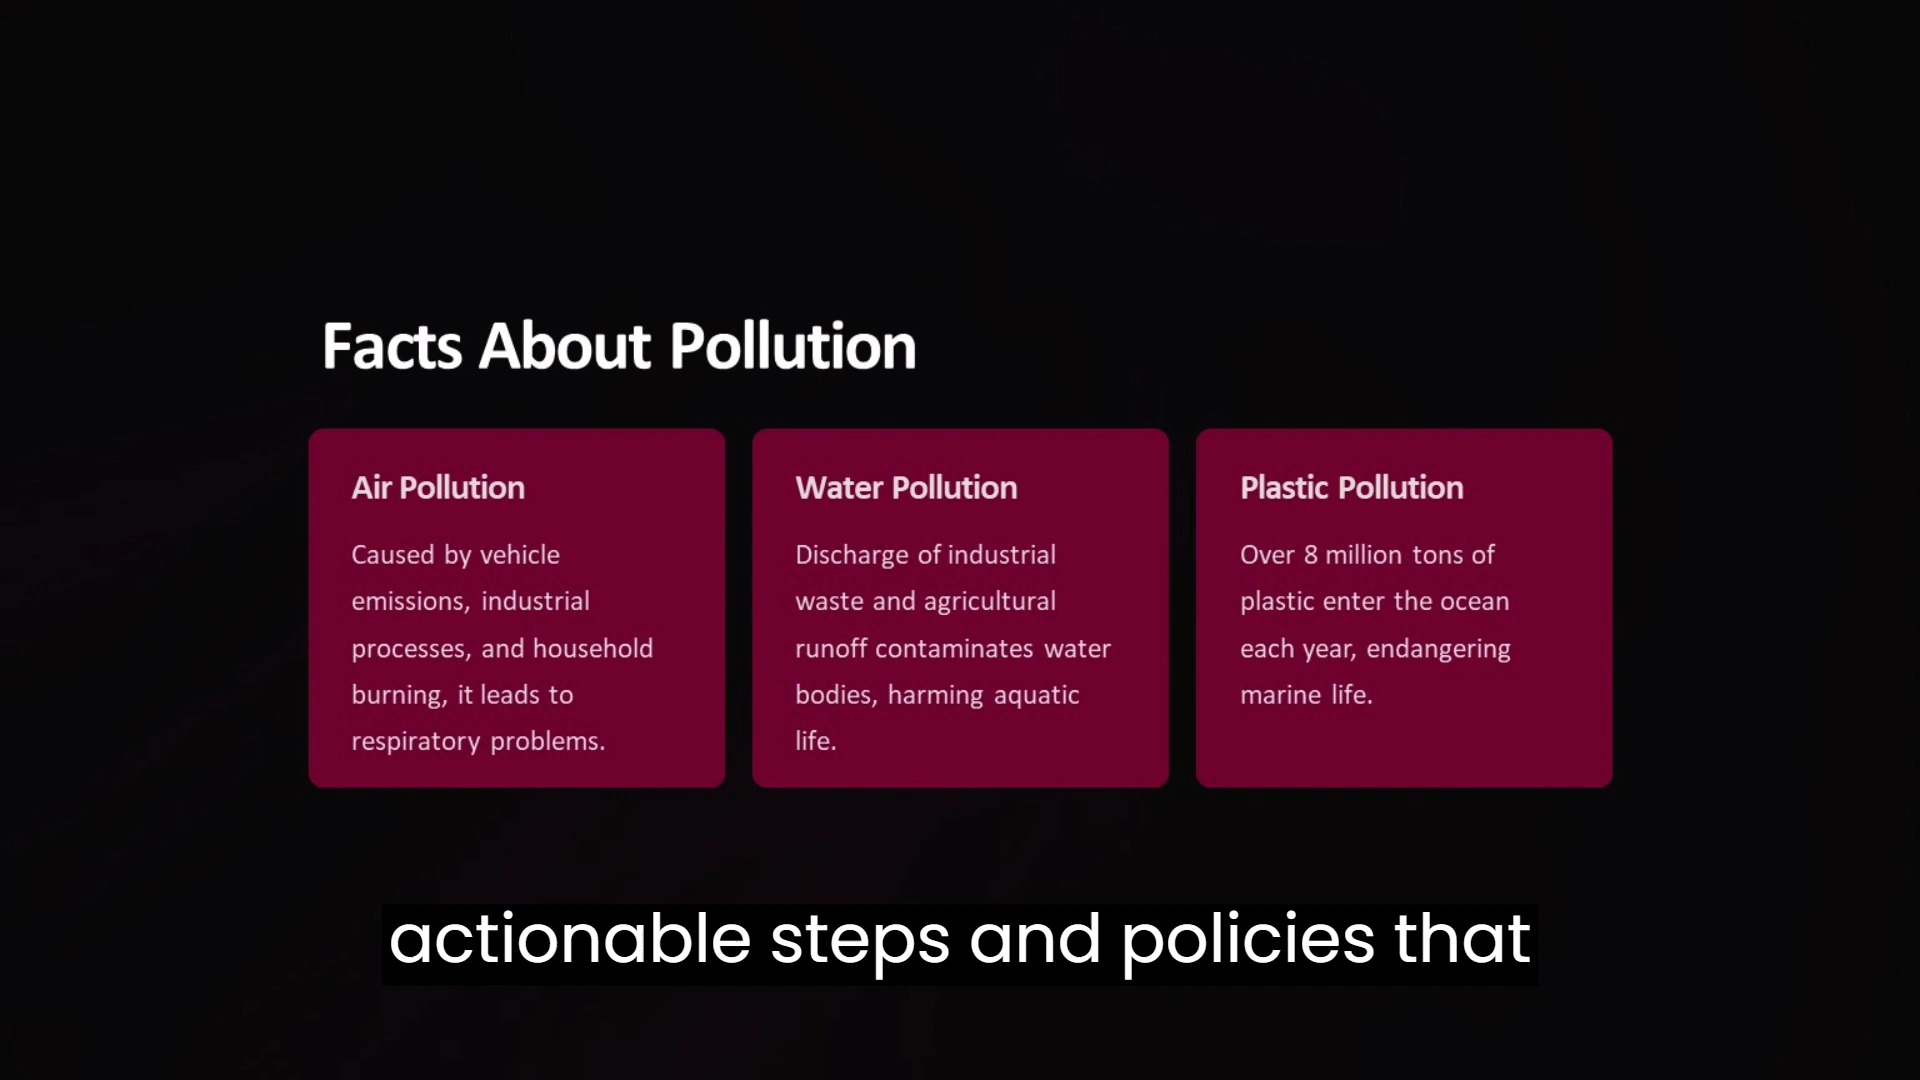 Facts About Pollution
Air Pollution
Caused by vehicle
emissions, industrial
processes, and household
burning, it leads to
respiratory problems.
Water Pollution
Discharge of industrial
waste and agricultural
runoff contaminates water
bodies, harming aquatic
life.
Plastic Pollution
Over 8 million tons of
plastic enter the ocean
each year, endangering
marine life.
actionable steps and policies that